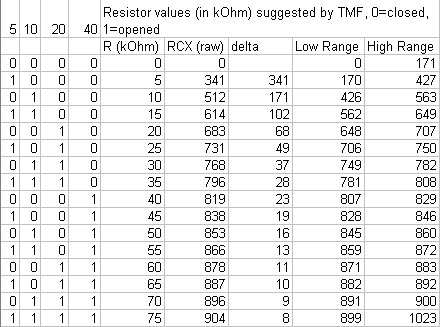 Resistor values (in kOhm) suggested by TMF, 0=closed,
5 10 20 40 1=opened
R (kOhm) RCX (raw) delta Low Range High Range
0 0 0 0 0 0 0 171
1 0 0 0 5 341 341 170 427
0 1 0 0 10 512 171 426 563
1 1 0 0 15 614 102 562 649
0 0 1 0 20 683 68 648 707
1 0 1 0 25 731 49 706 750
0 1 1 0 30 768 37 749 782
1 1 1 0 35 796 28 781 808
0 0 0 1 40 819 23 807 829
1 0 0 1 45 838 19 828 846
0 1 0 1 50 853 16 845 860
1 1 0 1 55 866 13 859 872
0 0 1 1 60 878 11 871 883
1 0 1 1 65 887 10 882 892
0 1 1 1 70 896 9 891 900
1 1 1 1 75 904 8 899 1023